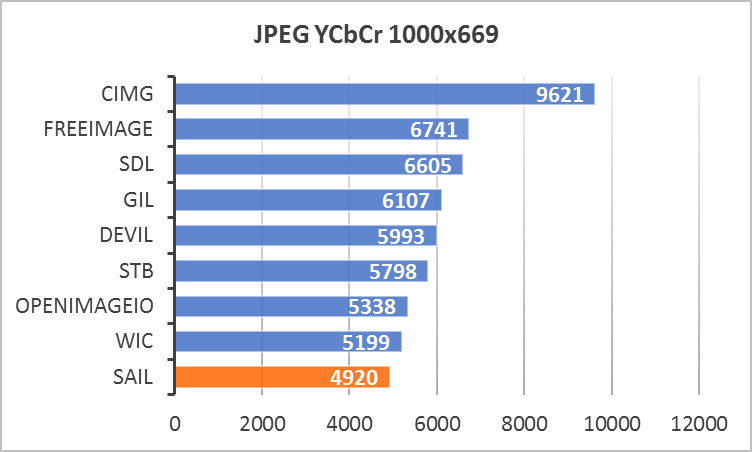 JPEG YCbCr 1000x669
CIMG 9621
FREEIMAGE 6741
SDL 6605
GIL 6107
DEVIL 5993
STB 5798
OPENIMAGEIO 5338
WIC 5199
SAIL 4920
0 2000 4000 6000 8000 10000 12000